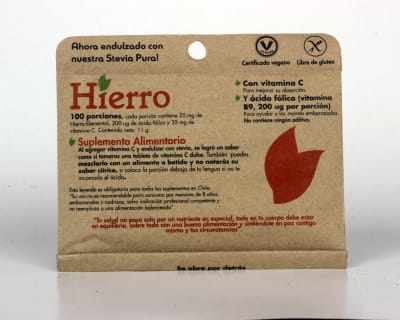 Ahora endulzado con
nuestra Stevia Pura!
Certificado vegano
Libre de gluten
Hierro
100 porciones, cada porción contiene 25 mg de
Hierro Elemental, 200 ug de ácido fólico y 35 mg de
vitamina C. Contenido neto: 11 g.
Suplemento Alimentario
Al agregar vitamina C y endulzar con stevia, se logró un sabor
como si tomaras una tableta de vitamina C dulce. También puedes
mezclarlo con un alimento o batido y no notarás su
sabor cítrico, o coloca la porción debajo de tu lengua si no te
incomoda el ácido.
Esta leyenda es obligatoria para todos los suplementos en Chile:
"Su uso no es recomendable para consumo por menores de 8 años,
embarazadas y nodrizas, salvo indicación profesional competente y
no reemplaza a una alimentación balanceada".
Con vitamina C
Para mejorar su absorción.
Y ácido fólico (vitamina
B9, 200 ug por porción)
Para ayudar a las mamás embarazadas
No contiene ningún aditivo.
"Tu salud no pasa solo por un nutriente en especial, todo en tu cuerpo debe estar
en equilibrio, sobre todo con una buena alimentación y sintiéndote en paz contigo
misma y tus circunstancias"
Se abre por detrás